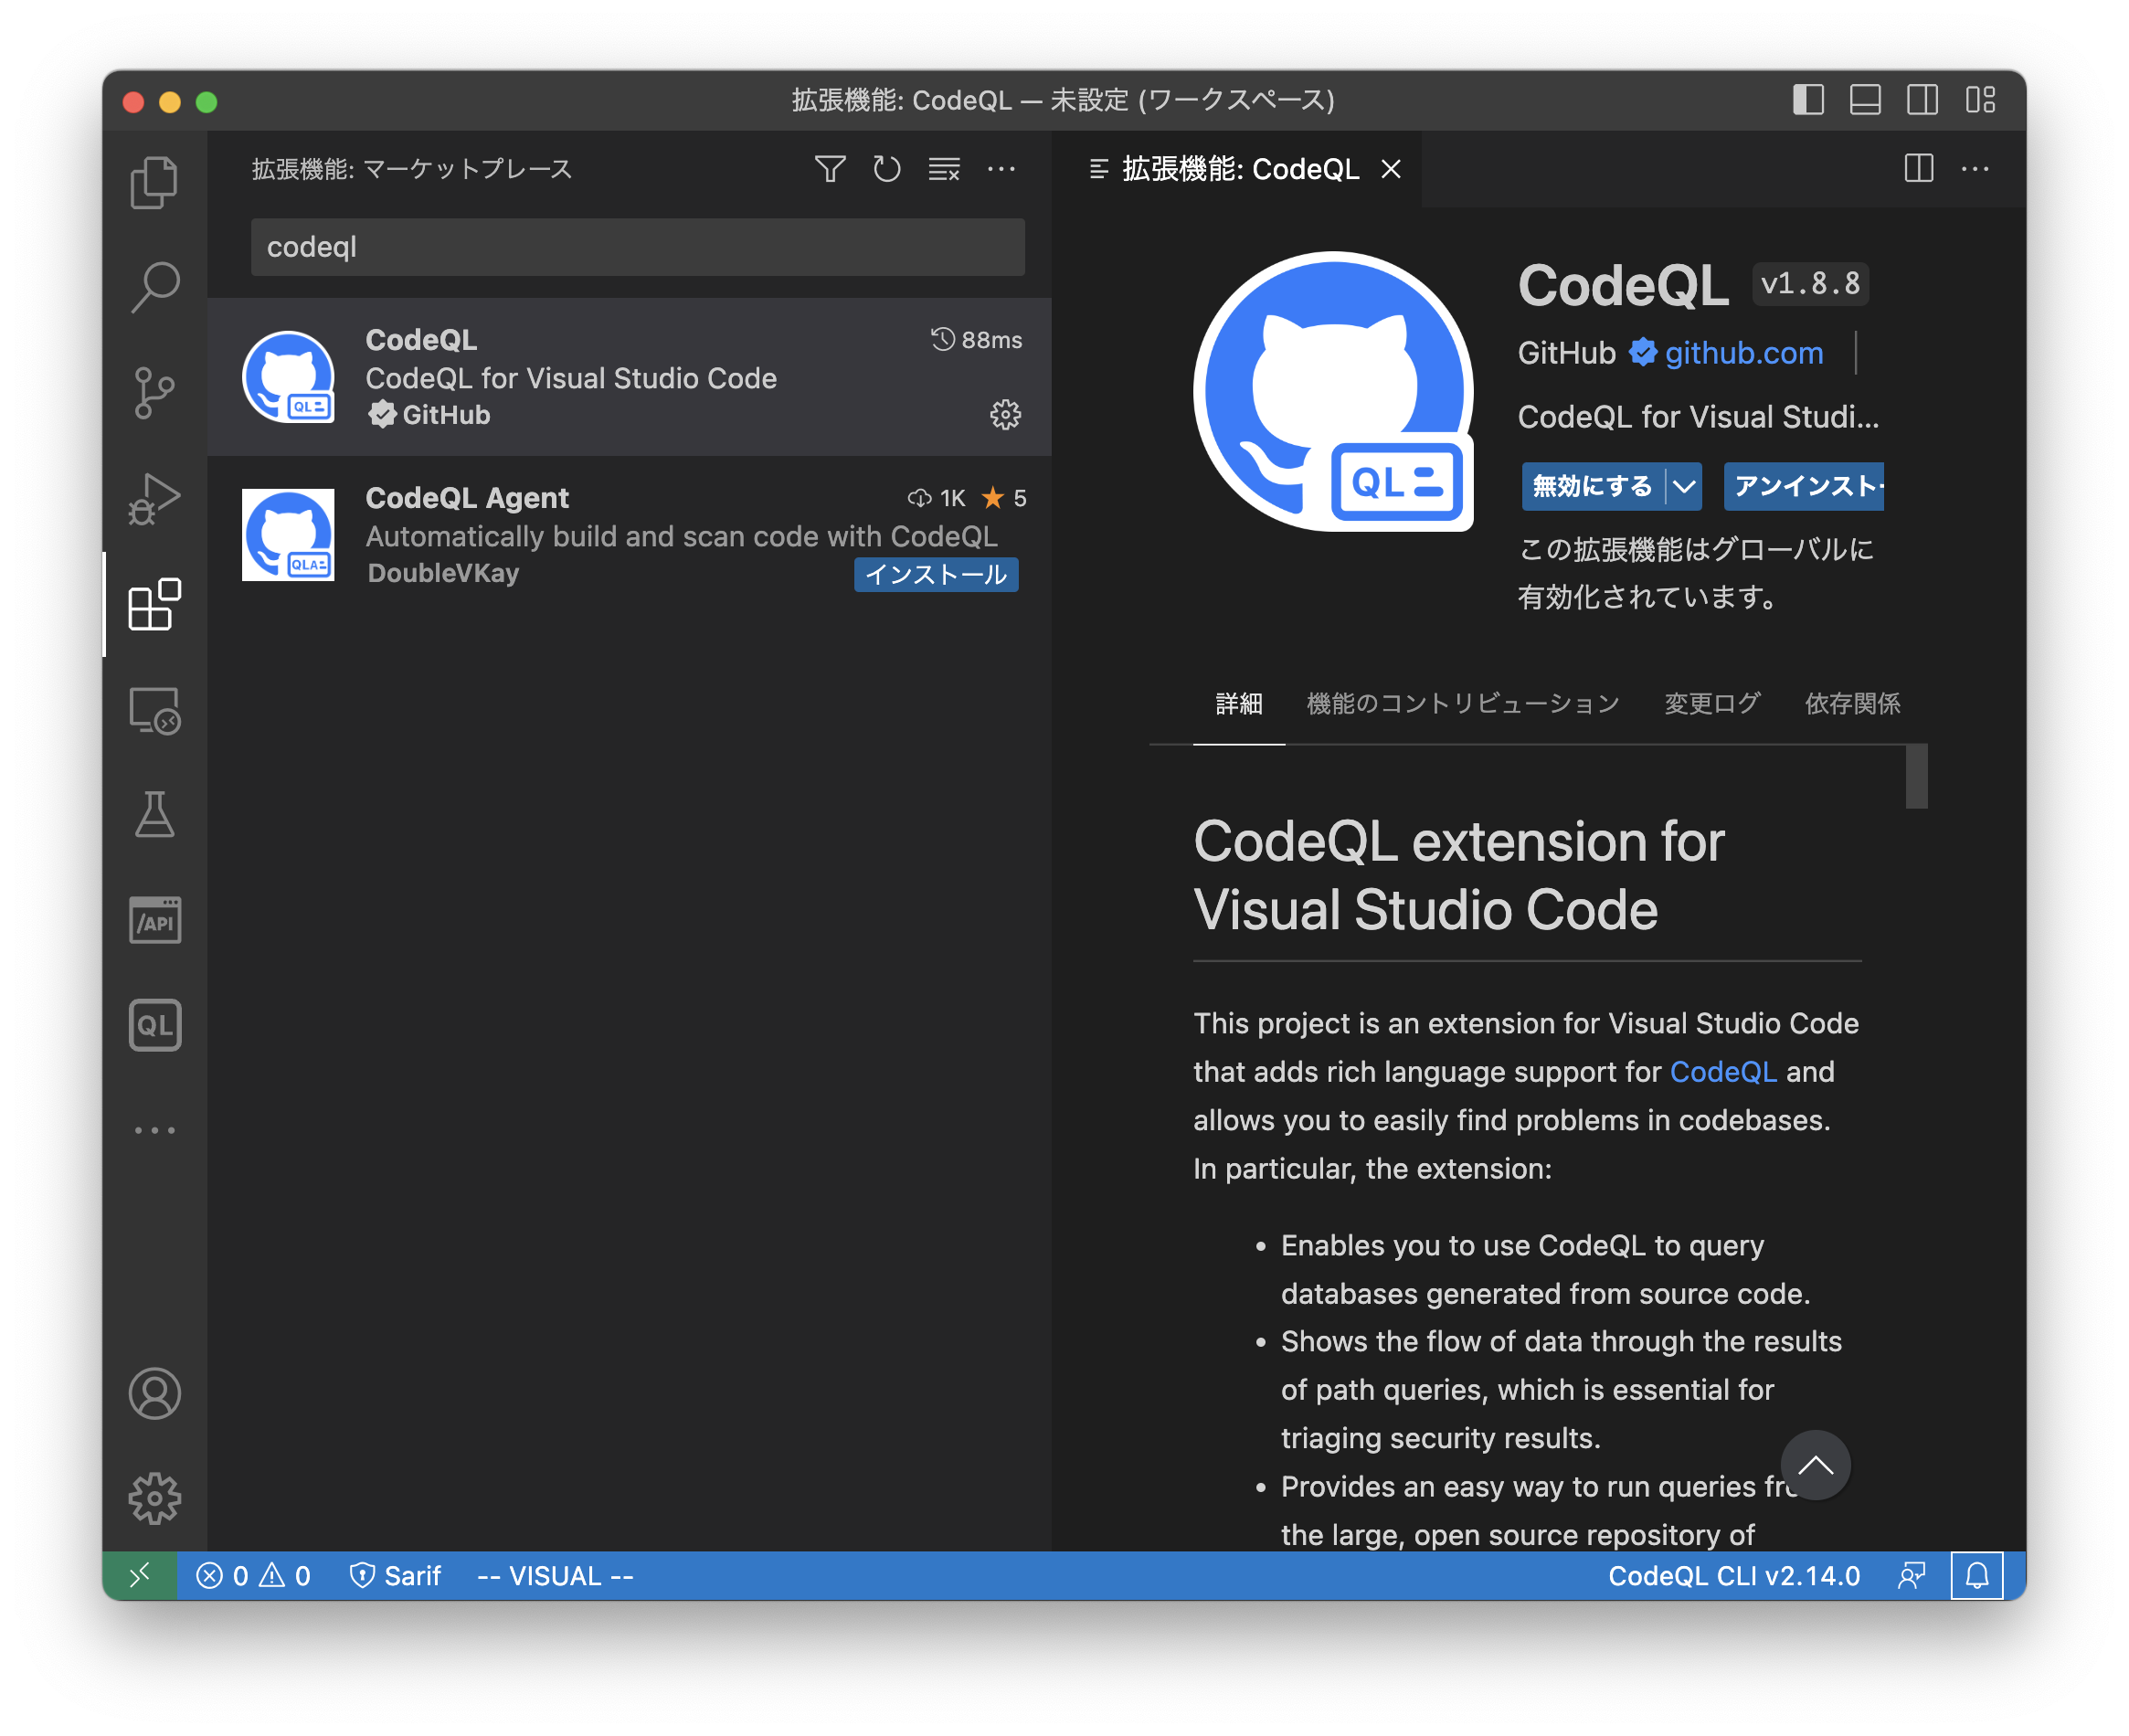 拡張機能: CodeQL — 未設定 (ワークスペース)
拡張機能: マーケットプレース
codeql
CodeQL
88ms
CodeQL for Visual Studio Code
GitHub
QL
CodeQL Agent
1K
5
Automatically build and scan code with CodeQL
DoubleVKay
インストール
QLA
/API
QL
拡張機能: CodeQL
QL
CodeQL
v1.8.8
GitHub
github.com
CodeQL for Visual Studi...
無効にする
アンインスト
この拡張機能はグローバルに
有効化されています。
詳細
機能のコントリビューション
変更ログ
依存関係
CodeQL extension for
Visual Studio Code
This project is an extension for Visual Studio Code
that adds rich language support for CodeQL and
allows you to easily find problems in codebases.
In particular, the extension:
• Enables you to use CodeQL to query
databases generated from source code.
• Shows the flow of data through the results
of path queries, which is essential for
triaging security results.
• Provides an easy way to run queries
the large, open source repository of
0
0
Sarif
-- VISUAL --
CodeQL CLI v2.14.0